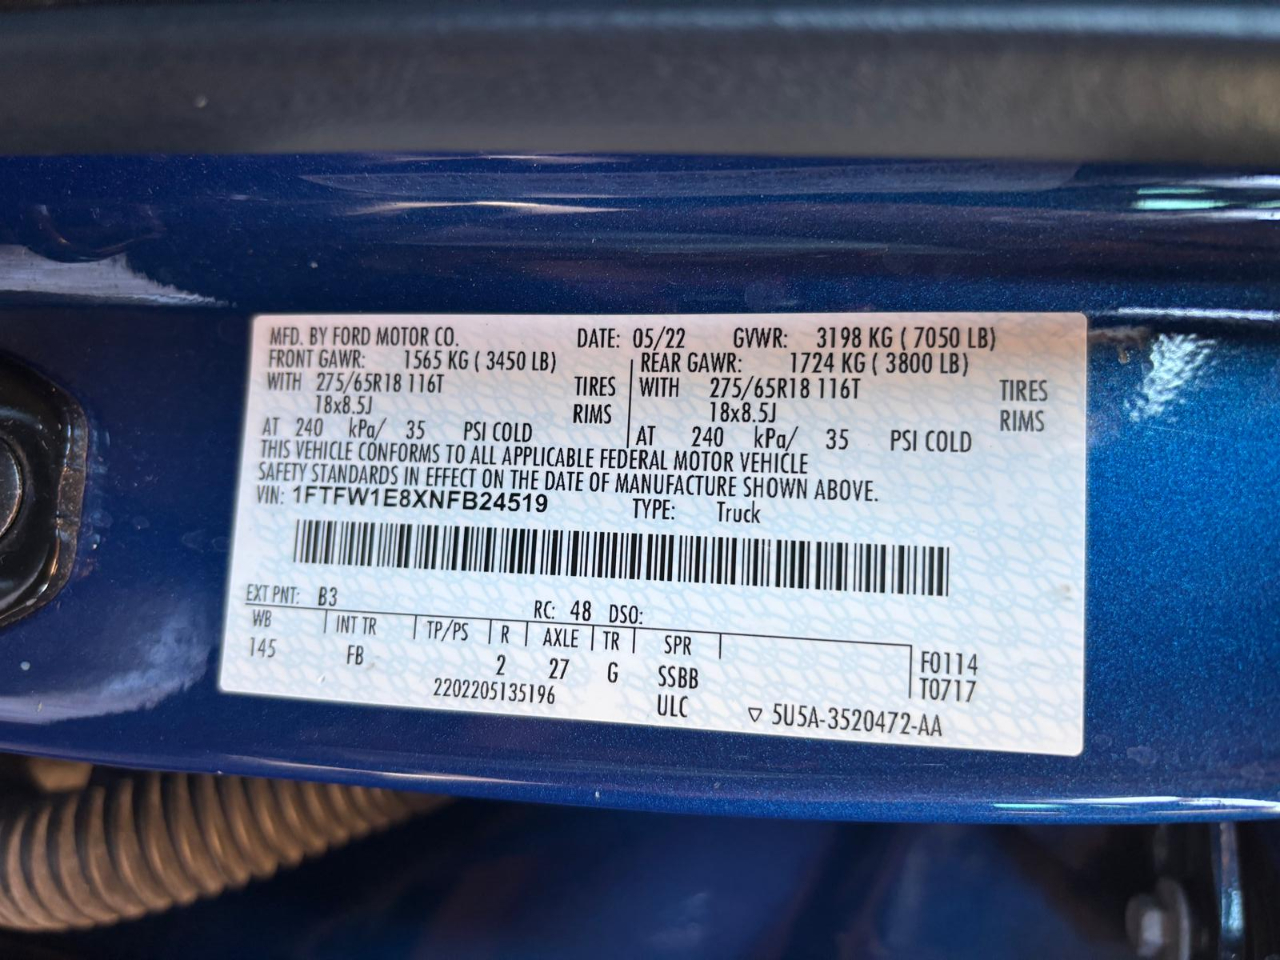 MFD. BY FORD MOTOR CO. DATE: 05/22 GVWR: 3198 KG ( 7050 LB)
FRONT GAWR: 1565 KG ( 3450 LB) REAR GAWR: 1724 KG ( 3800 LB)
WITH 275/65R18 116T TIRES WITH 275/65R18 116T TIRES
18x8.5J RIMS 18x8.5J RIMS
AT 240 kPa/ 35 PSI COLD AT 240 kPa/ 35 PSI COLD
THIS VEHICLE CONFORMS TO ALL APPLICABLE FEDERAL MOTOR VEHICLE
SAFETY STANDARDS IN EFFECT ON THE DATE OF MANUFACTURE SHOWN ABOVE.
VIN: 1FTFW1E8XNFB24519 TYPE: Truck
EXT PNT: B3 RC: 48 DSO:
WB INT TR TP/PS R AXLE TR SPR F0114
145 FB 2 27 G SSBB T0717
2202205135196 ULC ▽ 5U5A-3520472-AA